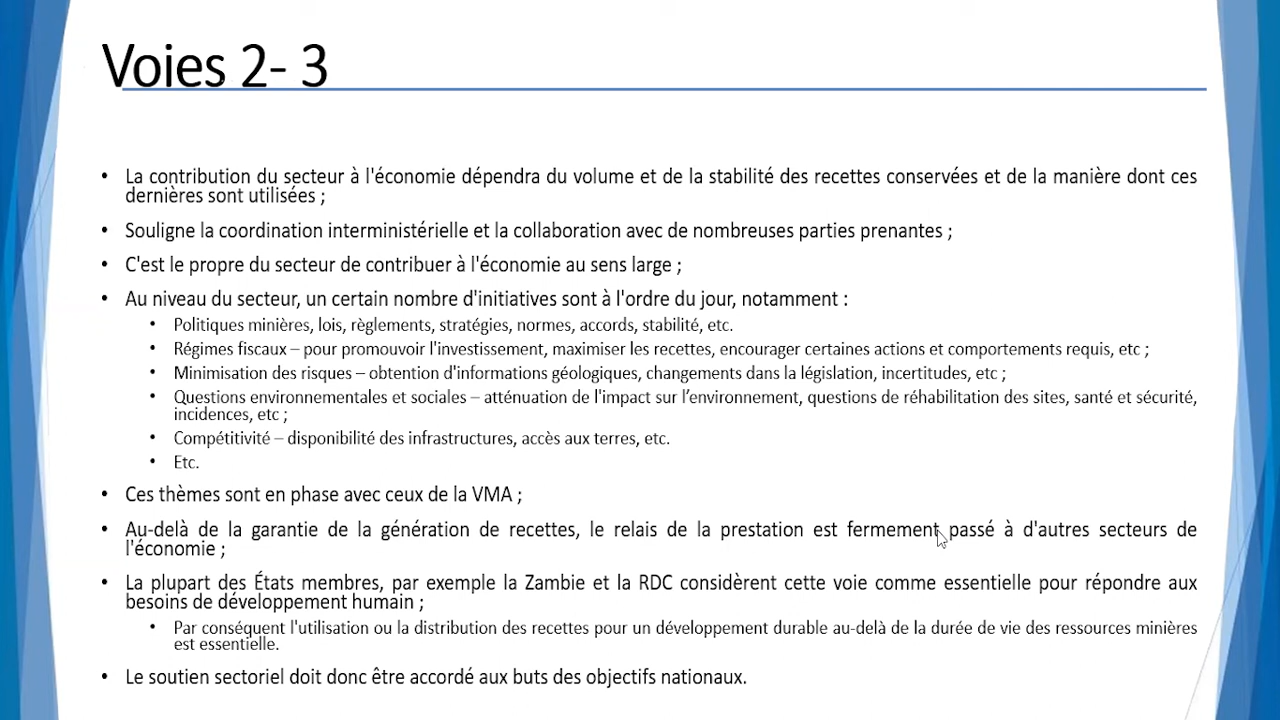 Voies 2- 3
• La contribution du secteur à l'économie dépendra du volume et de la stabilité des recettes conservées et de la manière dont ces
dernières sont utilisées ;
• Souligne la coordination interministérielle et la collaboration avec de nombreuses parties prenantes ;
• C'est le propre du secteur de contribuer à l'économie au sens large ;
• Au niveau du secteur, un certain nombre d'initiatives sont à l'ordre du jour, notamment :
• Politiques minières, lois, règlements, stratégies, normes, accords, stabilité, etc.
• Régimes fiscaux – pour promouvoir l'investissement, maximiser les recettes, encourager certaines actions et comportements requis, etc ;
• Minimisation des risques – obtention d'informations géologiques, changements dans la législation, incertitudes, etc ;
• Questions environnementales et sociales – atténuation de l'impact sur l’environnement, questions de réhabilitation des sites, santé et sécurité,
incidences, etc ;
• Compétitivité – disponibilité des infrastructures, accès aux terres, etc.
• Etc.
• Ces thèmes sont en phase avec ceux de la VMA ;
• Au-delà de la garantie de la génération de recettes, le relais de la prestation est fermement passé à d'autres secteurs de
l'économie ;
• La plupart des États membres, par exemple la Zambie et la RDC considèrent cette voie comme essentielle pour répondre aux
besoins de développement humain ;
• Par conséquent l'utilisation ou la distribution des recettes pour un développement durable au-delà de la durée de vie des ressources minières
est essentielle.
• Le soutien sectoriel doit donc être accordé aux buts des objectifs nationaux.